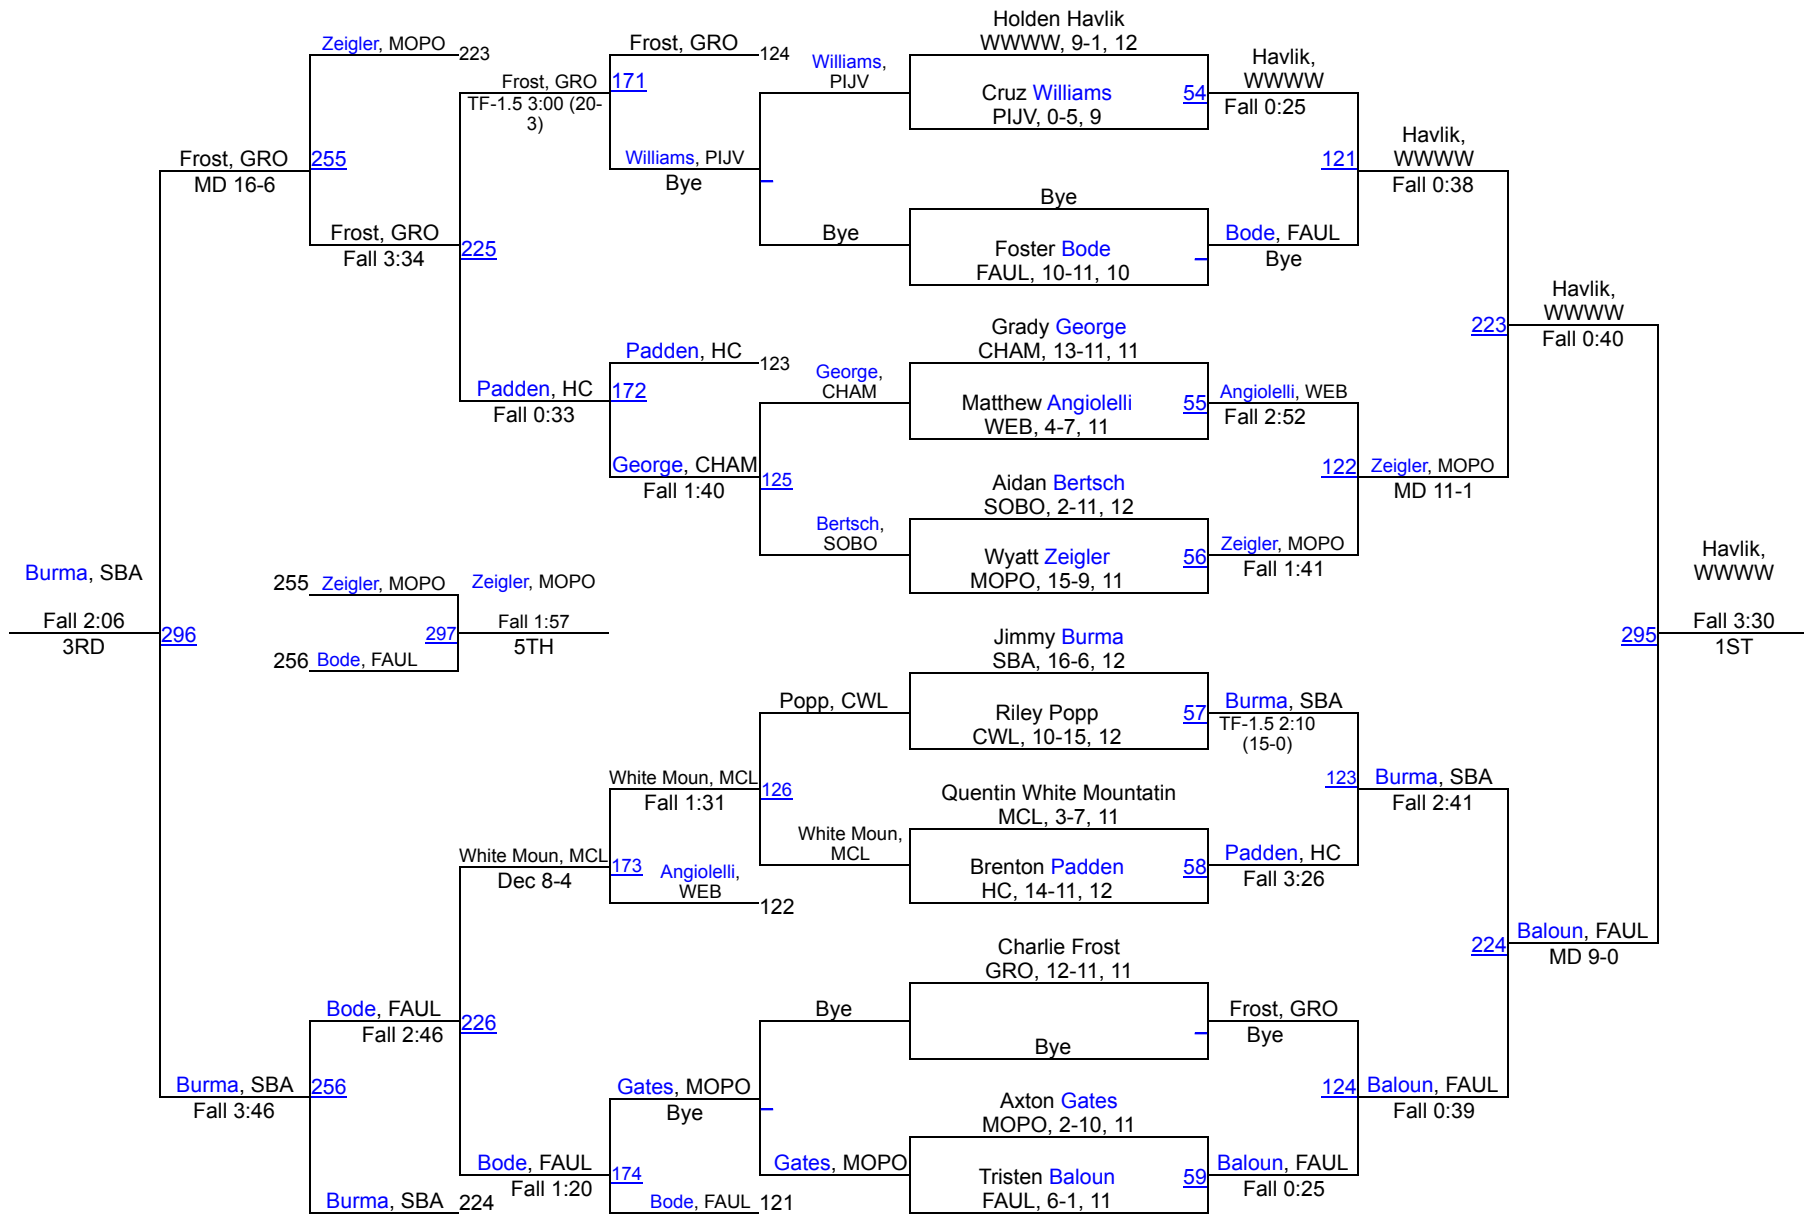 Holden Havlik
WWWW, 9-1, 12
Cruz Williams
PIJV, 0-5, 9
54
Bye
Foster Bode
FAUL, 10-11, 10
Grady George
CHAM, 13-11, 11
Matthew Angiolelli
WEB, 4-7, 11
55
Aidan Bertsch
SOBO, 2-11, 12
Wyatt Zeigler
MOPO, 15-9, 11
56
Jimmy Burma
SBA, 16-6, 12
Riley Popp
CWL, 10-15, 12
57
Quentin White Mountatin
MCL, 3-7, 11
Brenton Padden
HC, 14-11, 12
58
Charlie Frost
GRO, 12-11, 11
Bye
Axton Gates
MOPO, 2-10, 11
Tristen Baloun
FAUL, 6-1, 11
59
Havlik,
WWWW
Fall 0:25
121
Bode, FAUL
Bye
Angiolelli, WEB
Fall 2:52
122
Zeigler, MOPO
Fall 1:41
Burma, SBA
TF-1.5 2:10
(15-0)
123
Padden, HC
Fall 3:26
Frost, GRO
Bye
124
Baloun, FAUL
Fall 0:25
Havlik,
WWWW
Fall 0:38
223
Zeigler, MOPO
MD 11-1
Burma, SBA
Fall 2:41
224
Baloun, FAUL
Fall 0:39
Havlik,
WWWW
Fall 0:40
295
Baloun, FAUL
MD 9-0
Havlik,
WWWW
Fall 3:30
1ST
Williams,
PIJV
Bye
George,
CHAM
125
Bertsch,
SOBO
Popp, CWL
126
White Moun,
MCL
Bye
Gates, MOPO
Frost, GRO
124
171
Williams, PIJV
Bye
Padden, HC
123
172
George, CHAM
Fall 1:40
White Moun, MCL
Fall 1:31
173
Angiolelli,
WEB
122
Gates, MOPO
Bye
174
Bode, FAUL
121
Frost, GRO
TF-1.5 3:00 (20-
3)
225
Padden, HC
Fall 0:33
White Moun, MCL
Dec 8-4
226
Bode, FAUL
Fall 1:20
Zeigler, MOPO
223
255
Frost, GRO
Fall 3:34
Bode, FAUL
Fall 2:46
256
Burma, SBA
224
Frost, GRO
MD 16-6
296
Burma, SBA
Fall 3:46
Burma, SBA
Fall 2:06
3RD
255
Zeigler, MOPO
297
256
Bode, FAUL
Zeigler, MOPO
Fall 1:57
5TH